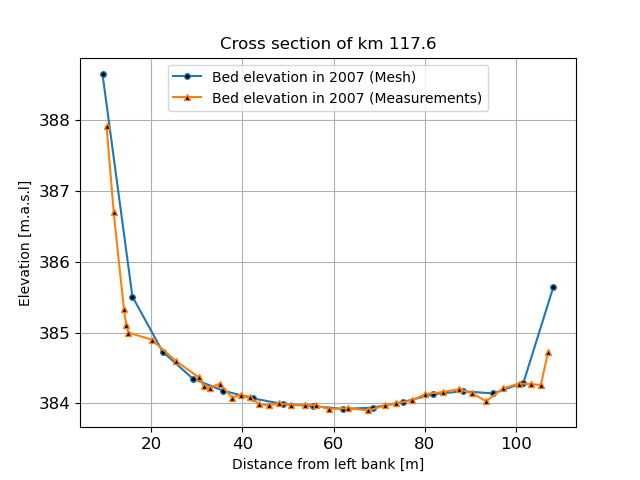 Cross section of km 117.6
Bed elevation in 2007 (Mesh)
Bed elevation in 2007 (Measurements)
388
387
386
385
384
Elevation [m.a.s.l]
20 40 60 80 100
Distance from left bank [m]